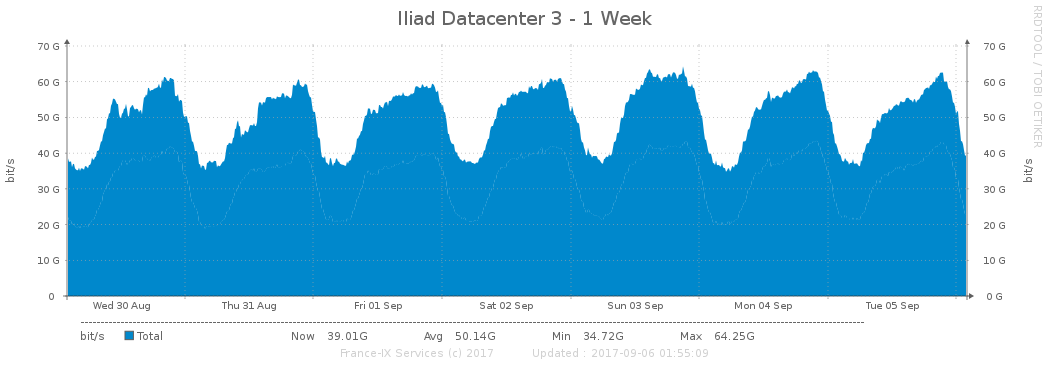 Iliad Datacenter 3 - 1 Week
RRDTOOL / TOBI OETIKER
bit/s
70 G 70 G
60 G 60 G
50 G 50 G
40 G 40 G
30 G 30 G
20 G 20 G
10 G 10 G
0 0 G
bit/s
Wed 30 Aug Thu 31 Aug Fri 01 Sep Sat 02 Sep Sun 03 Sep Mon 04 Sep Tue 05 Sep
bit/s Total Now 39.01G Avg 50.14G Min 34.72G Max 64.25G
France-IX Services (c) 2017 Updated : 2017-09-06 01:55:09